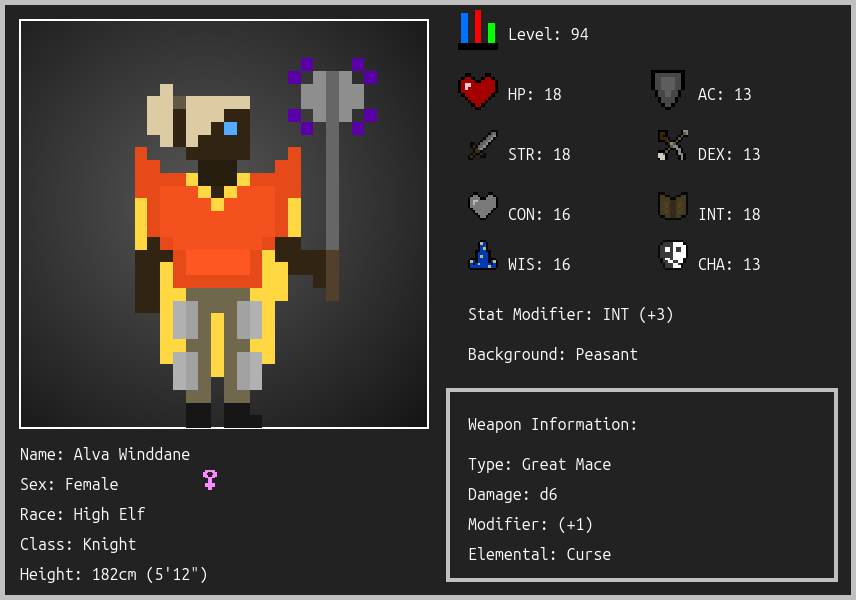 Level: 94
HP: 18
AC: 13
STR: 18
DEX: 13
CON: 16
INT: 18
WIS: 16
CHA: 13
Stat Modifier: INT (+3)
Background: Peasant
Weapon Information:
Type: Great Mace
Damage: d6
Modifier: (+1)
Elemental: Curse
Name: Alva Winddane
Sex: Female
Race: High Elf
Class: Knight
Height: 182cm (5'12")